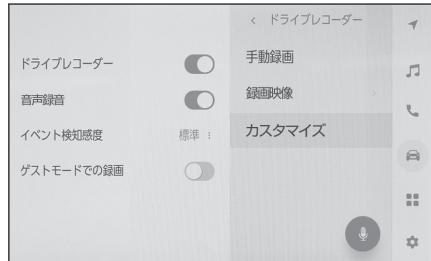 ドライブレコーダー
音声録音
イベント検知感度 標準
ゲストモードでの録画
ドライブレコーダー
手動録画
録画映像
カスタマイズ